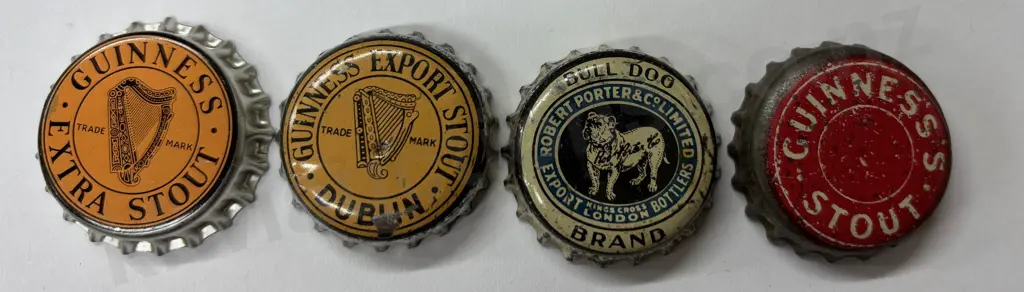 GUINNESS
TRADE MARK
EXTRA STOUT
GUINNESS EXPORT STOUT
TRADE MARK
DUBLIN
BULL DOG
ROBERT PORTER & Co LIMITED
KINGS CROSS
LONDON
EXPORT BOTTLERS
BRAND
"GUINNESS'S
STOUT"